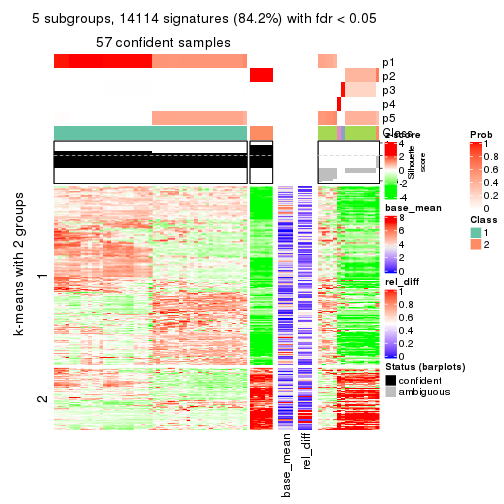 5 subgroups, 14114 signatures (84.2%) with fdr < 0.05
57 confident samples
p1
p2
p3
p4
p5
Class
k-means with 2 groups
1
2
base_mean
rel_diff
Silhouette
score
z-score
4
2
0
-2
-4
base_mean
8
6
4
2
0
rel_diff
1
0.8
0.6
0.4
0.2
0
Status (barplots)
confident
ambiguous
Prob
1
0.8
0.6
0.4
0.2
0
Class
1
2